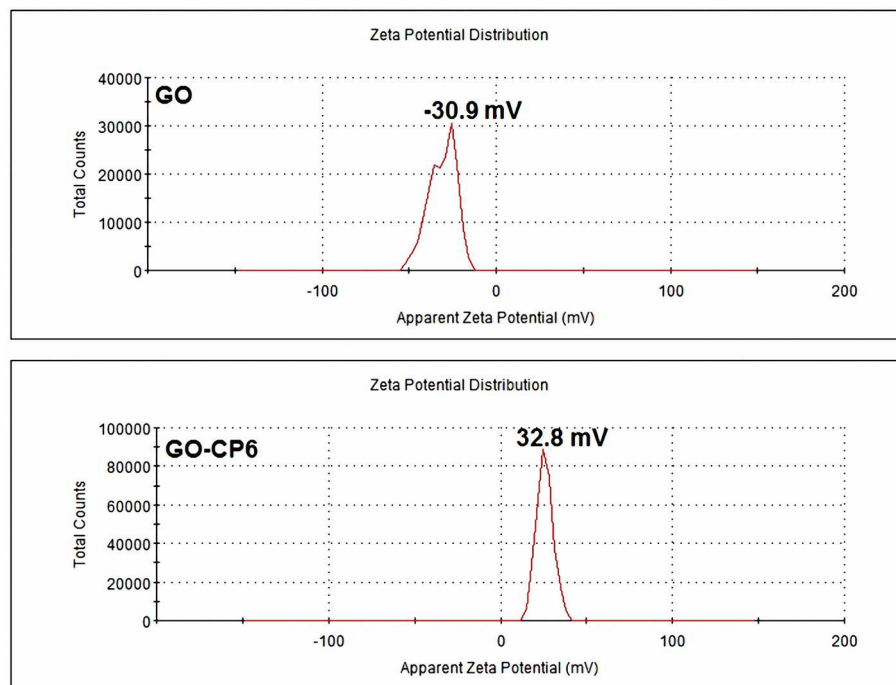 Zeta Potential Distribution
40000
GO
-30.9 mV
30000
Total Counts
20000
10000
0
-100
0
100
200
Apparent Zeta Potential (mV)
Zeta Potential Distribution
100000
32.8 mV
GO-CP6
80000
Total Counts
60000
40000
20000
0
-100
0
100
200
Apparent Zeta Potential (mV)